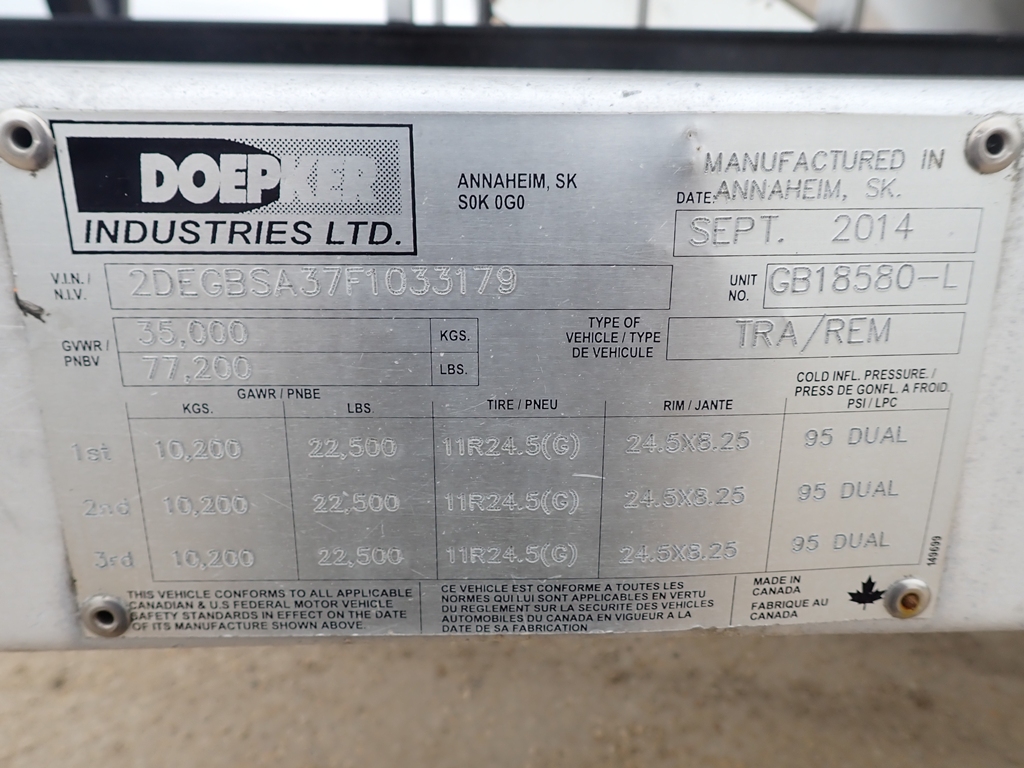 DOEPKER
INDUSTRIES LTD.
ANNAHEIM, SK
S0K 0G0
MANUFACTURED IN
DATE: ANNAHEIM, SK.
SEPT. 2014
V.I.N. /
N.I.V.
2DEGBSA37F1033179
UNIT
NO.
GB18580-L
GVWR /
PNBV
35,000 KGS.
77,200 LBS.
TYPE OF
VEHICLE / TYPE
DE VEHICULE
TRA/REM
GAWR / PNBE
KGS. LBS. TIRE / PNEU RIM / JANTE
COLD INFL. PRESSURE. /
PRESS DE GONFL. A FROID.
PSI / LPC
1st 10,200 22,500 11R24.5(G) 24.5X8.25 95 DUAL
2nd 10,200 22,500 11R24.5(G) 24.5X8.25 95 DUAL
3rd 10,200 22,500 11R24.5(G) 24.5X8.25 95 DUAL
149699
THIS VEHICLE CONFORMS TO ALL APPLICABLE
CANADIAN & U.S FEDERAL MOTOR VEHICLE
SAFETY STANDARDS IN EFFECT ON THE DATE
OF ITS MANUFACTURE SHOWN ABOVE.
CE VEHICULE EST CONFORME A TOUTES LES
NORMES QUI LUI SONT APPLICABLES EN VERTU
DU REGLEMENT SUR LA SECURITE DES VEHICLES
AUTOMOBILES DU CANADA EN VIGUEUR A LA
DATE DE SA FABRICATION
MADE IN
CANADA
FABRIQUE AU
CANADA